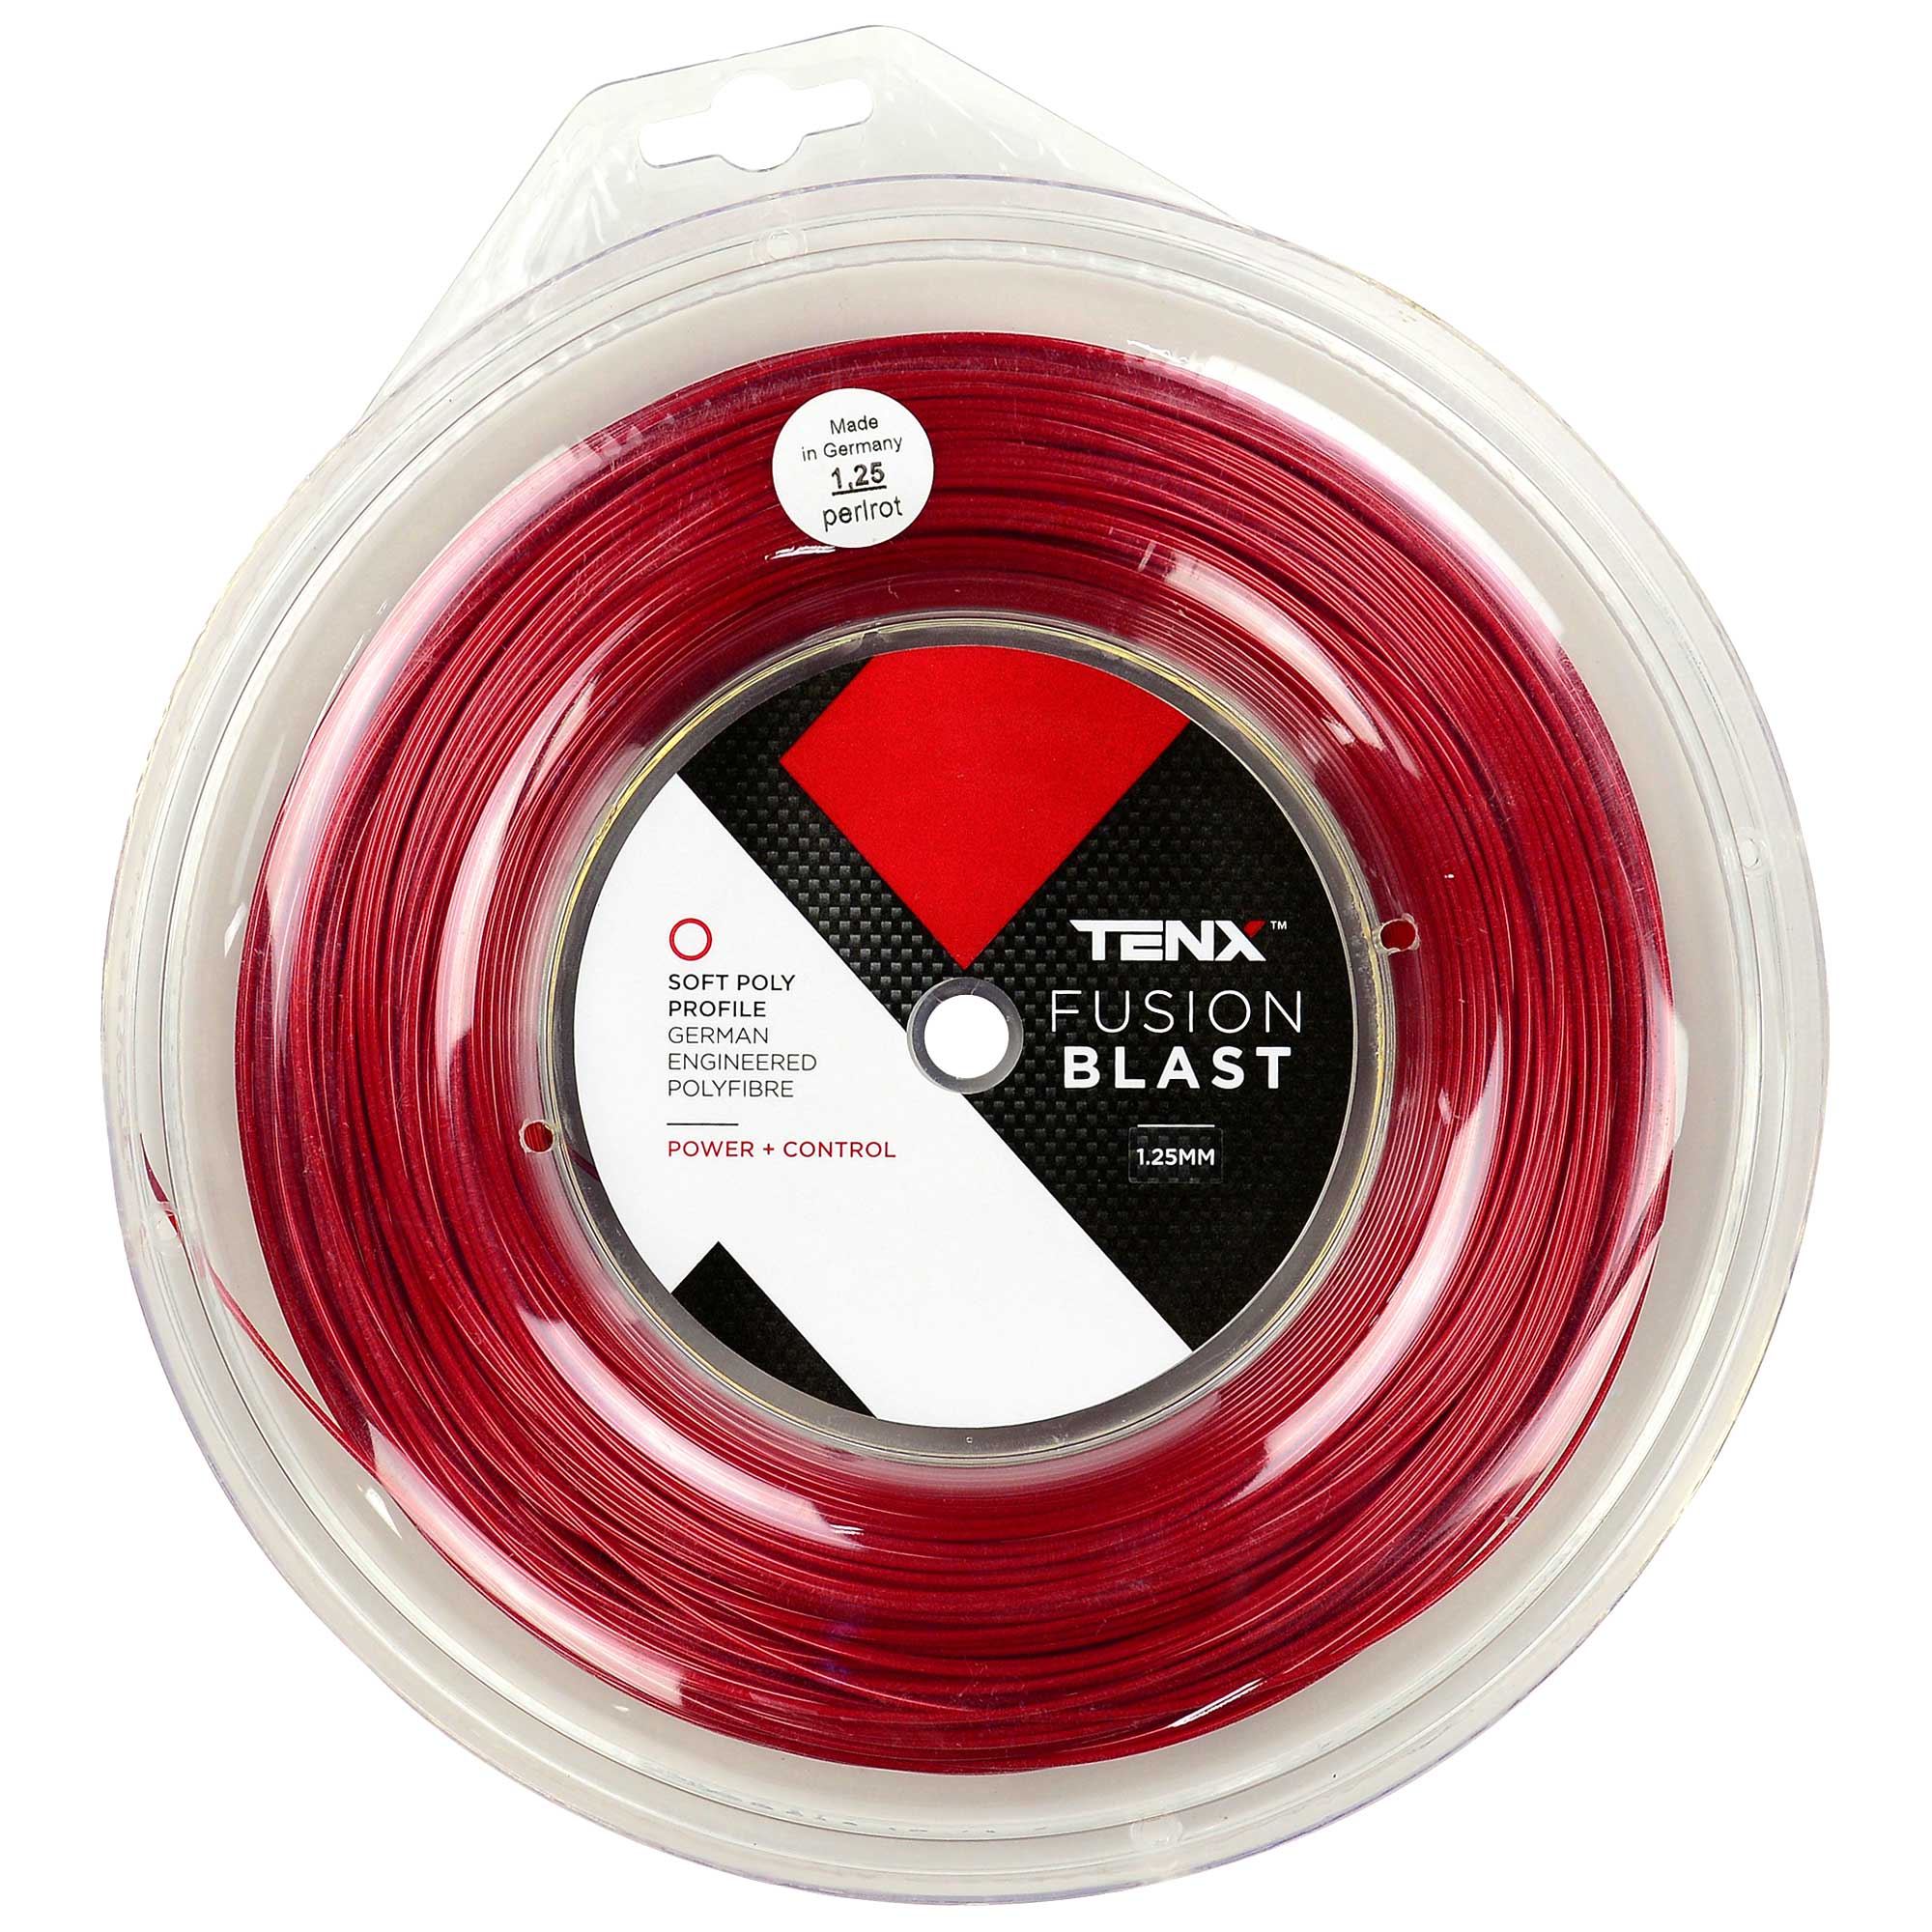 Made
in Germany
1,25
perlrot
SOFT POLY
PROFILE
GERMAN
ENGINEERED
POLYFIBRE
POWER + CONTROL
TENX™
FUSION
BLAST
1.25MM